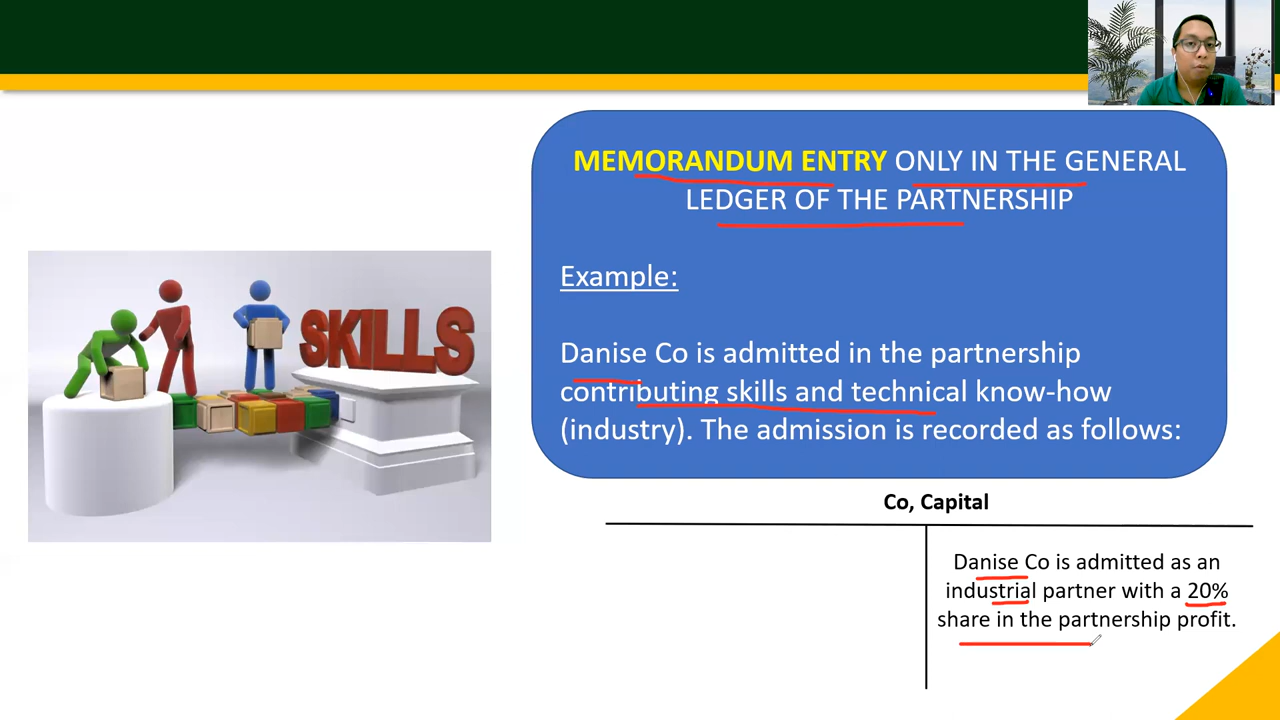 MEMORANDUM ENTRY ONLY IN THE GENERAL
LEDGER OF THE PARTNERSHIP
Example:
Danise Co is admitted in the partnership
contributing skills and technical know-how
(industry). The admission is recorded as follows:
SKILLS
Co, Capital
Danise Co is admitted as an
industrial partner with a 20%
share in the partnership profit.